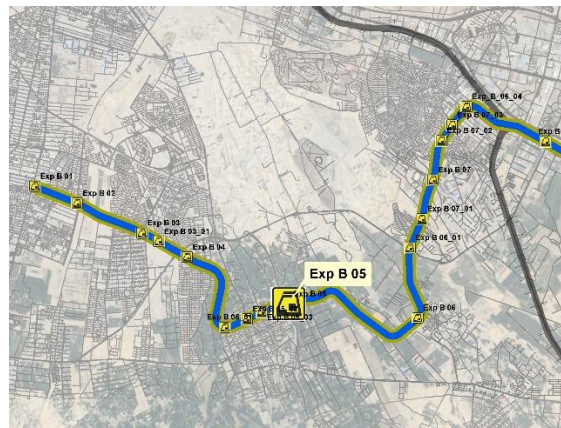 Exp_B_06_04
Exp B 07_03
Exp B 07_02
Exp B
Exp B 01
Exp B 07
Exp B 02
Exp B 07_01
Exp B 03
Exp B 03_01
Exp B 06_01
Exp B 04
Exp B 05
Exp B 06